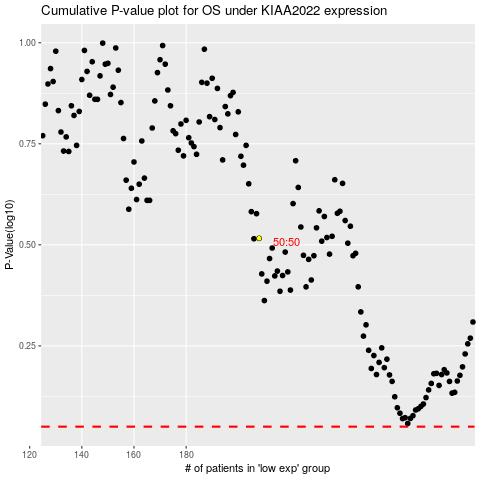 Cumulative P-value plot for OS under KIAA2022 expression
1.00
0.75
0.50
0.25
P-Value(log10)
50:50
120 140 160 180
# of patients in 'low exp' group